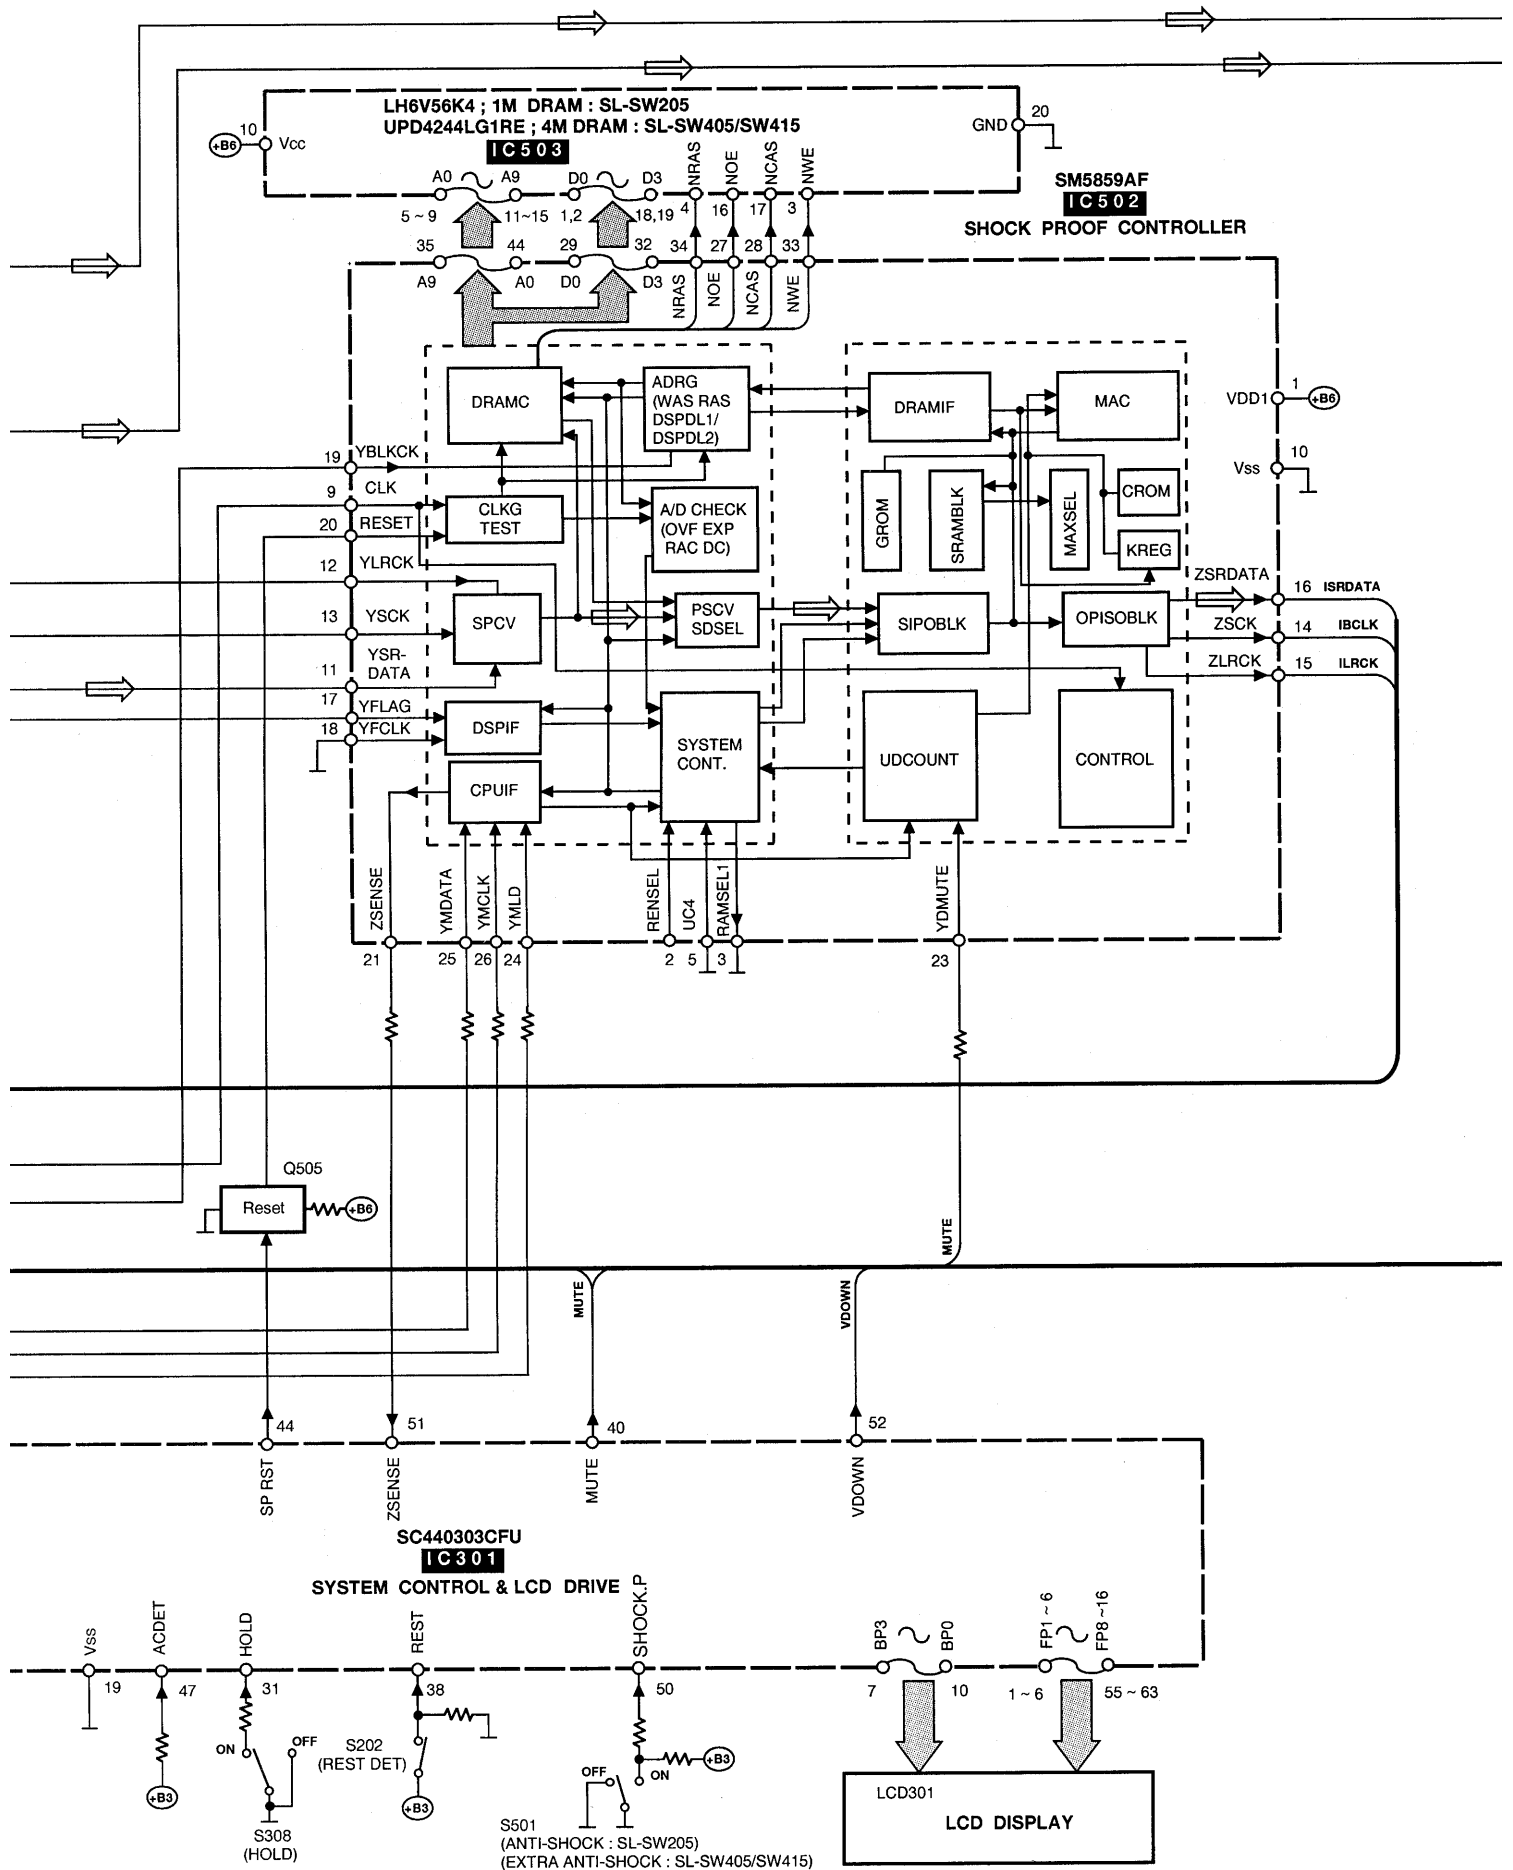 LH6V56K4 ; 1M DRAM : SL-SW205
UPD4244LG1RE ; 4M DRAM : SL-SW405/SW415
IC503
+B6
10
Vcc
GND
20
A0
A9
D0
D3
NRAS
NOE
NCAS
NWE
5 ~ 9
11~15
1,2
18,19
4
16
17
3
SM5859AF
IC502
SHOCK PROOF CONTROLLER
35
44
29
32
34
27
28
33
A9
A0
D0
D3
NRAS
NOE
NCAS
NWE
DRAMC
ADRG
(WAS RAS
DSPDL1/
DSPDL2)
DRAMIF
MAC
VDD1
1
+B6
Vss
10
19
YBLKCK
9
CLK
20
RESET
12
YLRCK
13
YSCK
YSR-
DATA
11
17
YFLAG
18
YFCLK
CLKG
TEST
A/D CHECK
(OVF EXP
RAC DC)
GROM
SRAMBLK
MAXSEL
CROM
KREG
SPCV
PSCV
SDSEL
SIPOBLK
OPISOBLK
ZSRDATA
16
ISRDATA
ZSCK
14
IBCLK
ZLRCK
15
ILRCK
DSPIF
SYSTEM
CONT.
UDCOUNT
CONTROL
CPUIF
ZSENSE
YMDATA
YMCLK
YMLD
RENSEL
UC4
RAMSEL1
YDMUTE
21
25
26
24
2
5
3
23
Q505
Reset
+B6
MUTE
MUTE
VDOWN
44
51
40
52
SP RST
ZSENSE
MUTE
VDOWN
SC440303CFU
IC301
SYSTEM CONTROL & LCD DRIVE
Vss
ACDET
HOLD
REST
SHOCK.P
BP3
BP0
FP1 ~ 6
FP8 ~16
19
47
31
38
50
7
10
1 ~ 6
55 ~ 63
ON
OFF
S202
(REST DET)
+B3
+B3
S308
(HOLD)
+B3
OFF
ON
S501
(ANTI-SHOCK : SL-SW205)
(EXTRA ANTI-SHOCK : SL-SW405/SW415)
LCD301
LCD DISPLAY